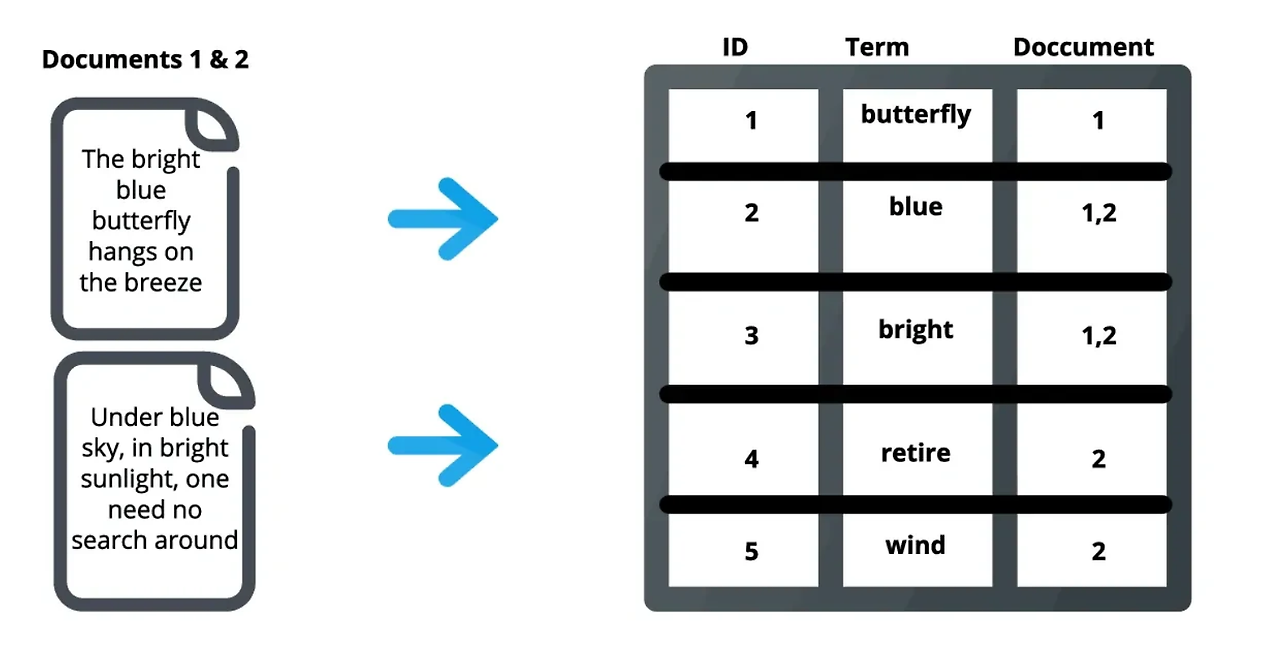 Documents 1 & 2
The bright
blue
butterfly
hangs on
the breeze
Under blue
sky, in bright
sunlight, one
need no
search around
ID Term Doccument
1 butterfly 1
2 blue 1,2
3 bright 1,2
4 retire 2
5 wind 2